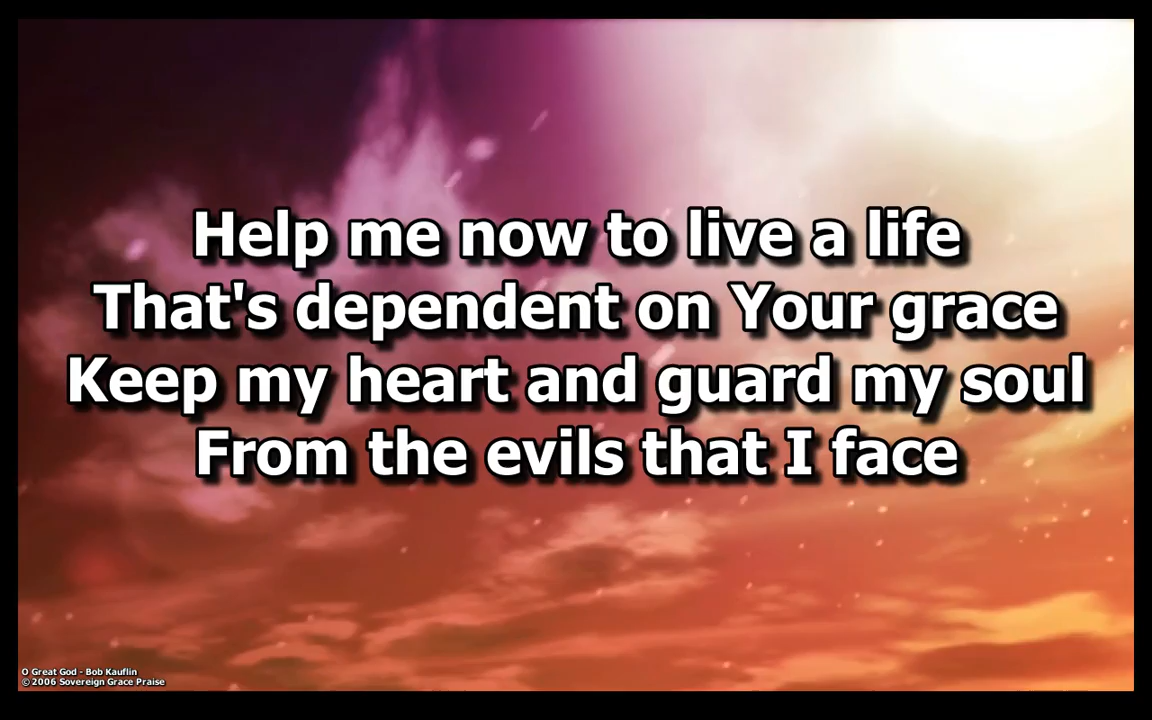 Help me now to live a life
That's dependent on Your grace
Keep my heart and guard my soul
From the evils that I face
O Great God - Bob Kauflin
©2006 Sovereign Grace Praise